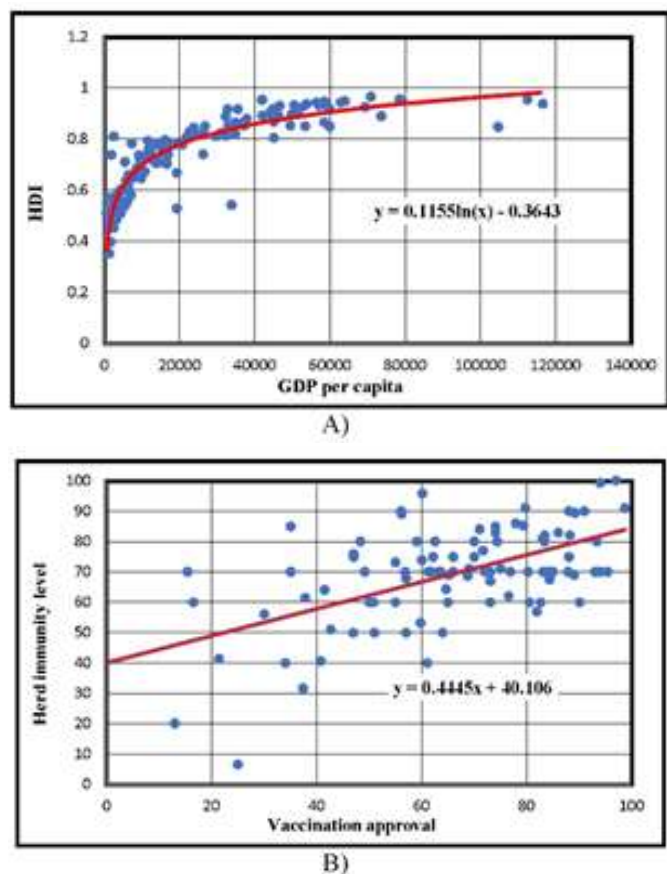 1.2
1
0.8
0.6
0.4
0.2
0
HDI
y = 0.1155ln(x) - 0.3643
0 20000 40000 60000 80000 100000 120000 140000
GDP per capita
A)
100
90
80
70
60
50
40
30
20
10
0
Herd immunity level
y = 0.4445x + 40.106
0 20 40 60 80 100
Vaccination approval
B)